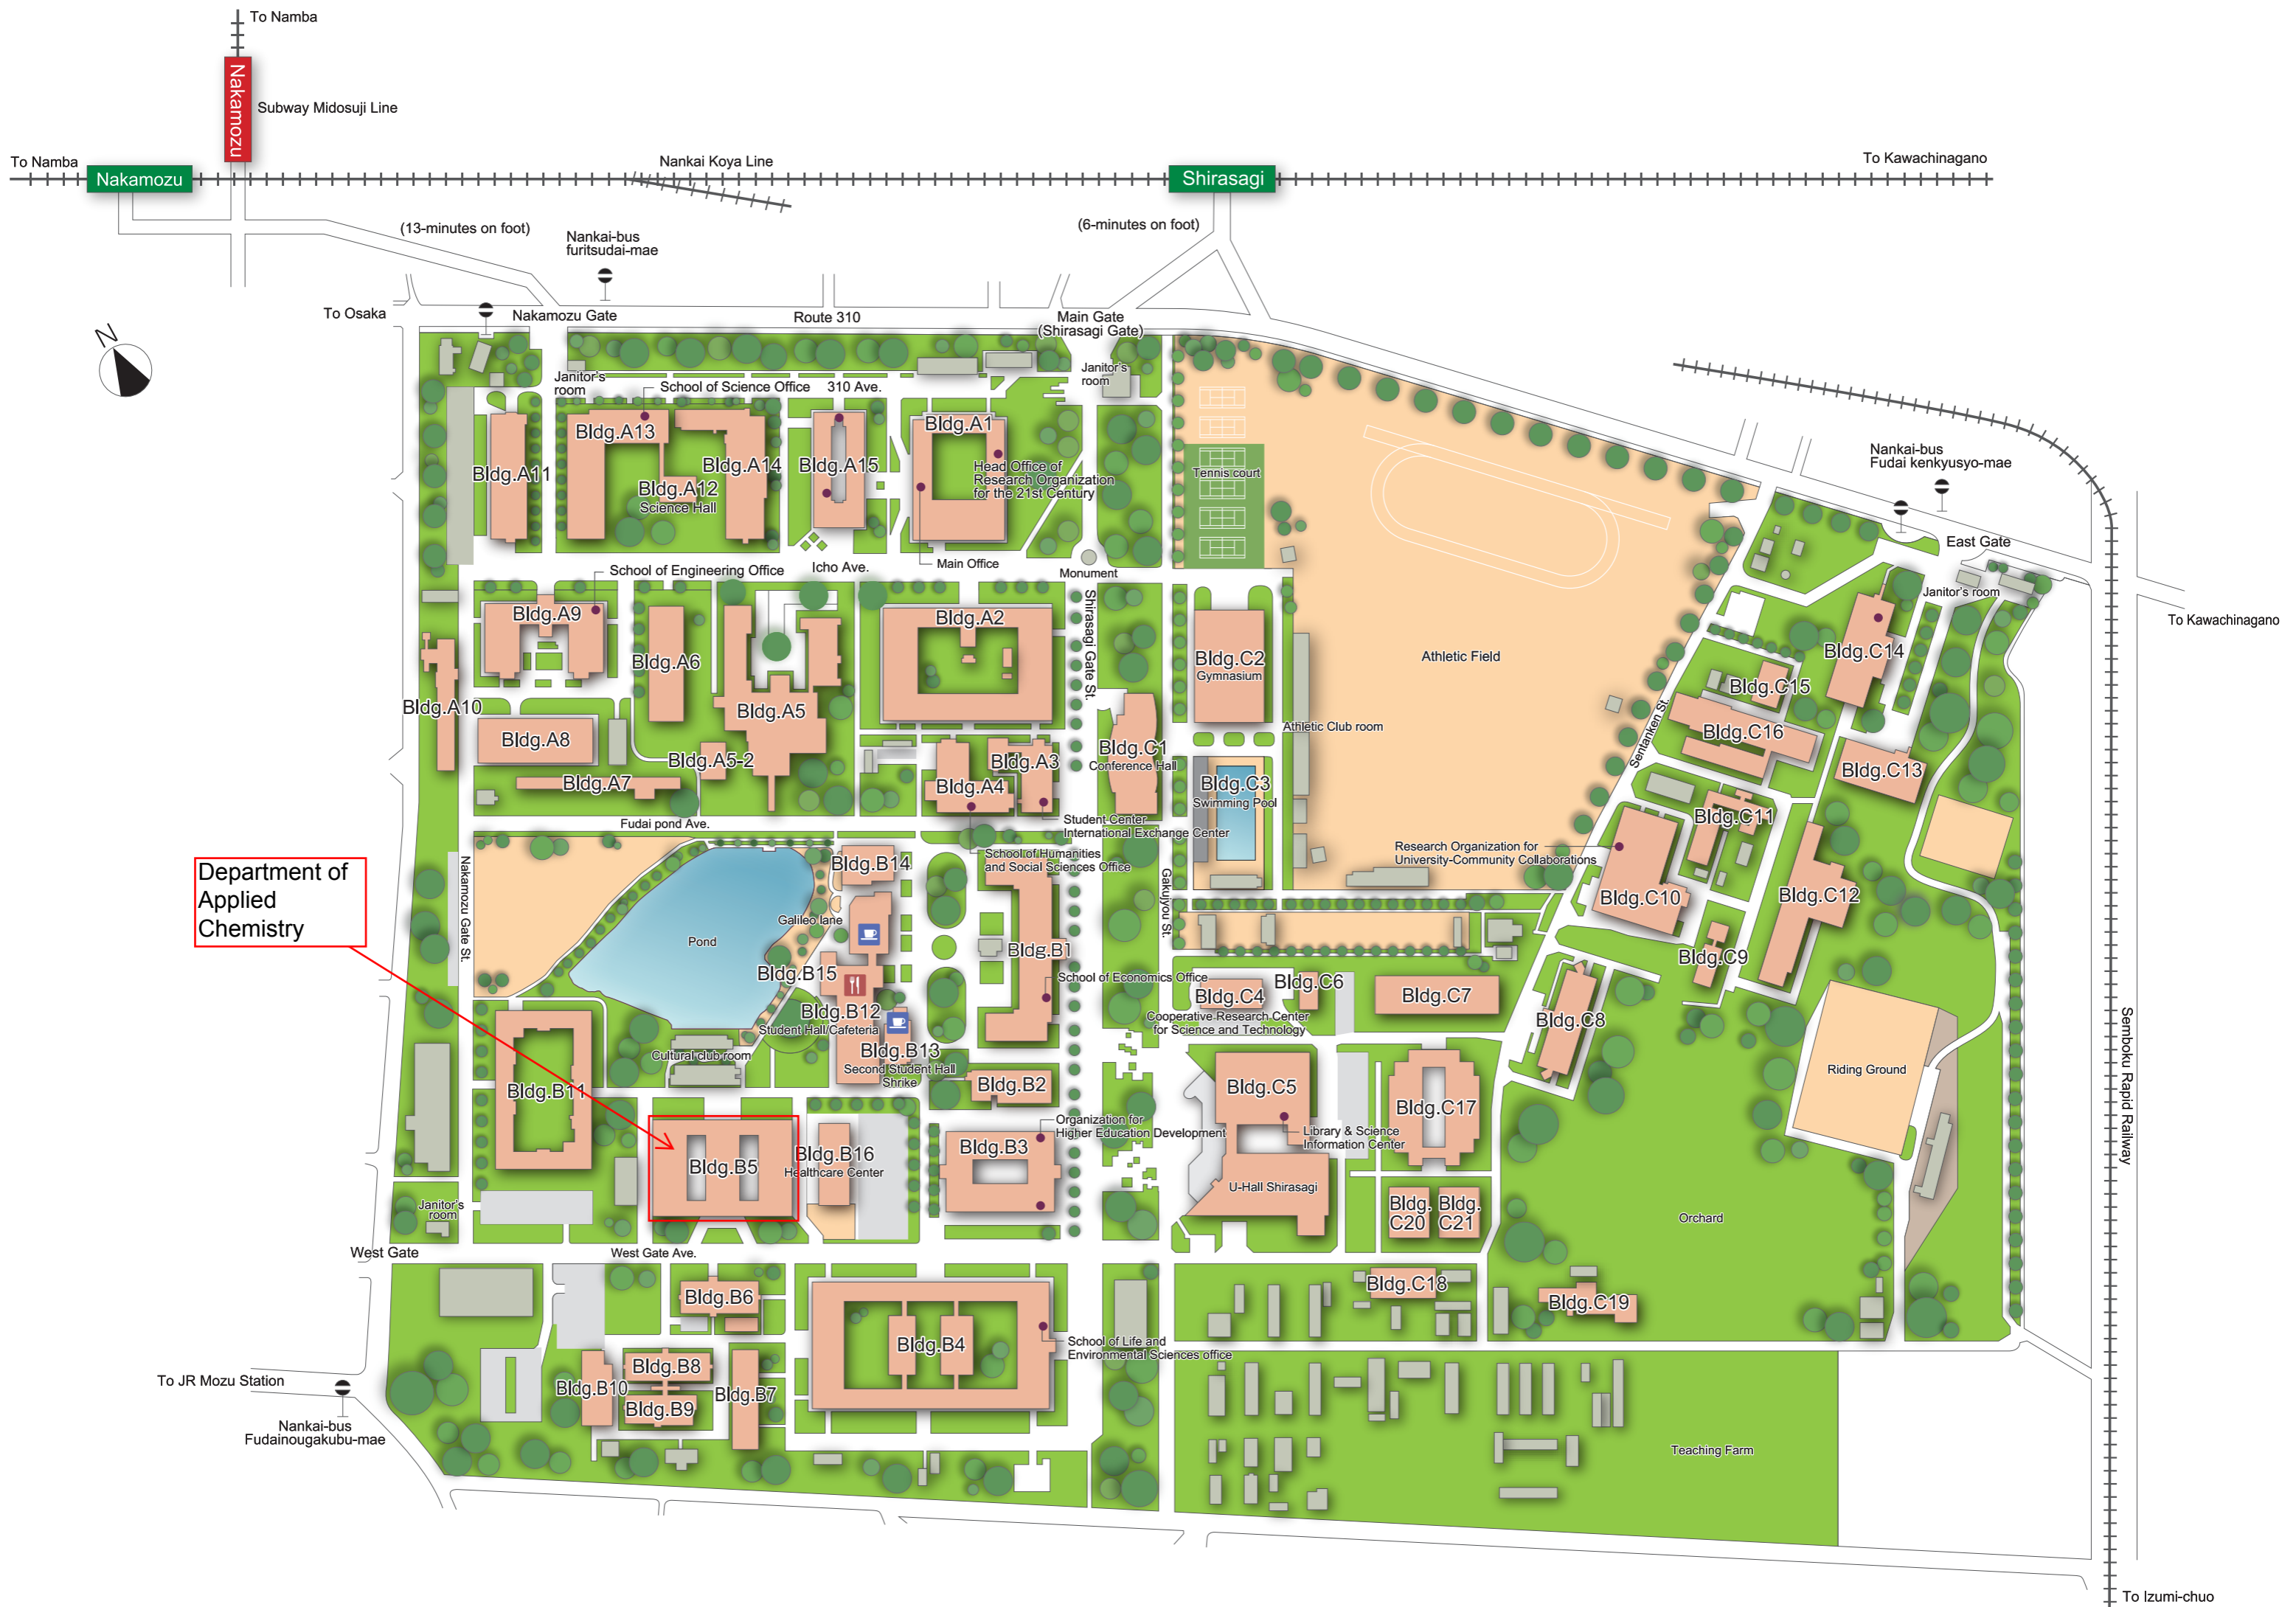 To Namba
Nakamozu
Subway Midosuji Line
To Namba
Nakamozu
Nankai Koya Line
Shirasagi
To Kawachinagano
(13-minutes on foot)
(6-minutes on foot)
Nankai-bus
furitsudai-mae
N
To Osaka
Nakamozu Gate
Route 310
Main Gate
(Shirasagi Gate)
Janitor's
room
School of Science Office
310 Ave.
Janitor's
room
Bldg.A13
Bldg.A1
Bldg.A11
Bldg.A14
Bldg.A15
Bldg.A12
Science Hall
Head Office of
Research Organization
for the 21st Century
Tennis court
Nankai-bus
Fudai kenkyusyo-mae
East Gate
Main Office
Icho Ave.
Monument
School of Engineering Office
Janitor's room
To Kawachinagano
Bldg.A9
Bldg.A2
Shirasagi Gate St.
Bldg.A6
Bldg.C2
Gymnasium
Athletic Field
Bldg.C14
Bldg.C15
Bldg.A10
Bldg.A5
Athletic Club room
Sentanken St.
Bldg.C16
Bldg.A8
Bldg.A5-2
Bldg.A3
Bldg.C1
Conference Hall
Bldg.C13
Bldg.A7
Bldg.A4
Bldg.C3
Swimming Pool
Fudai pond Ave.
Student Center
International Exchange Center
Bldg.C11
Research Organization for
University-Community Collaborations
School of Humanities
and Social Sciences Office
Bldg.B14
Department of
Applied
Chemistry
Nakamozu Gate St.
Gakuyou St.
Bldg.C10
Bldg.C12
Galileo lane
Pond
Bldg.B1
Bldg.C9
Bldg.B15
School of Economics Office
Bldg.C6
Bldg.C4
Bldg.C7
Cooperative Research Center
for Science and Technology
Bldg.B12
Student Hall/Cafeteria
Bldg.C8
Cultural club room
Bldg.B13
Second Student Hall
Shrike
Riding Ground
Semboku Rapid Railway
Bldg.B11
Bldg.B2
Bldg.C5
Bldg.C17
Organization for
Higher Education Development
Library & Science
Information Center
Bldg.B3
Bldg.B5
Bldg.B16
Healthcare Center
U-Hall Shirasagi
Janitor's
room
Bldg.
C20
Bldg.
C21
Orchard
West Gate
West Gate Ave.
Bldg.B6
Bldg.C18
Bldg.C19
Bldg.B4
School of Life and
Environmental Sciences office
To JR Mozu Station
Bldg.B8
Bldg.B10
Bldg.B7
Bldg.B9
Nankai-bus
Fudainougakubu-mae
Teaching Farm
To Izumi-chuo